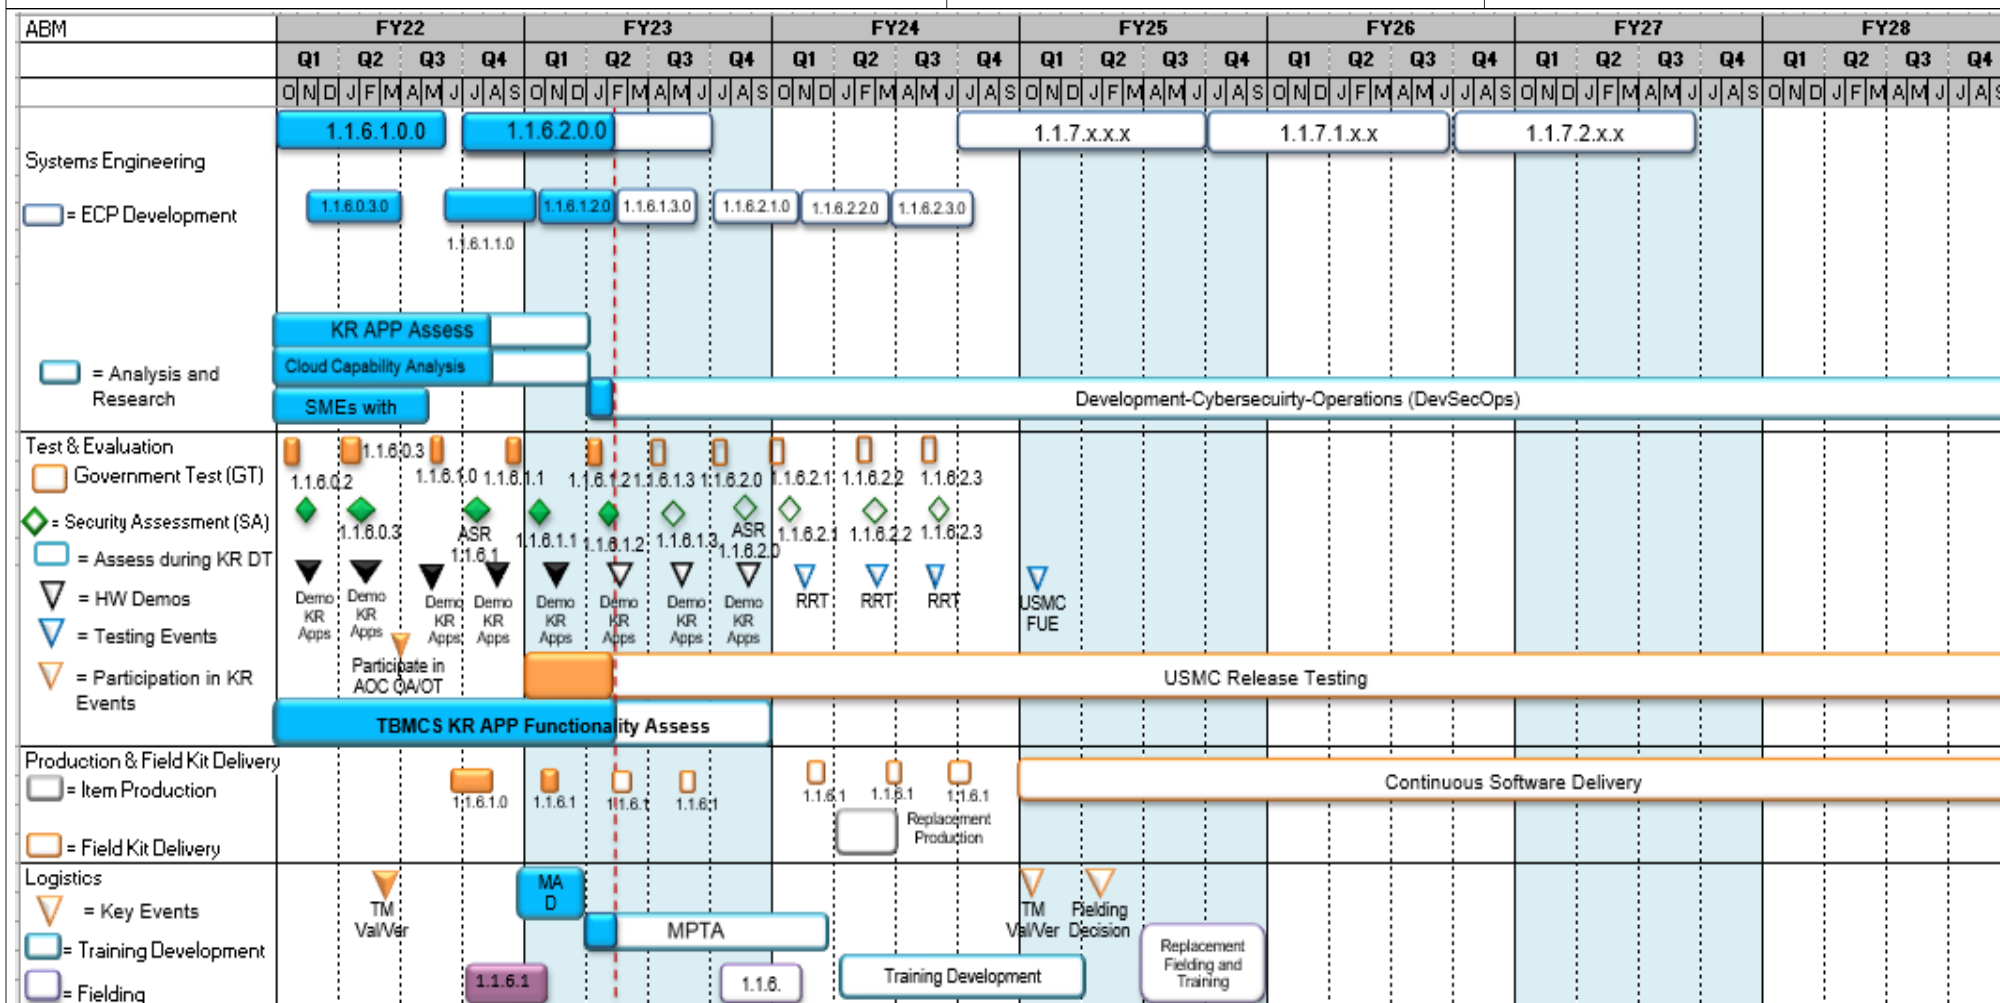 ABM FY22 FY23 FY24 FY25 FY26 FY27 FY28
Q1 Q2 Q3 Q4 Q1 Q2 Q3 Q4 Q1 Q2 Q3 Q4 Q1 Q2 Q3 Q4 Q1 Q2 Q3 Q4 Q1 Q2 Q3 Q4 Q1 Q2 Q3 Q4
O N D J F M A M J J A S O N D J F M A M J J A S O N D J F M A M J J A S O N D J F M A M J J A S O N D J F M A M J J A S O N D J F M A M J J A S O N D J F M A M J J A S
1.1.6.1.0.0 1.1.6.2.0.0 1.1.7.x.x.x 1.1.7.1.x.x 1.1.7.2.x.x
Systems Engineering
= ECP Development
1.1.6.0.3.0 1.1.6.1.2.0 1.1.6.1.3.0 1.1.6.2.1.0 1.1.6.2.2.0 1.1.6.2.3.0
1.1.6.1.1.0
KR APP Assess
Cloud Capability Analysis
= Analysis and
Research
SMEs with
Development-Cybersecuirty-Operations (DevSecOps)
Test & Evaluation
1.1.6.0.3
Government Test (GT)
1.1.6.0.2 1.1.6.1.0 1.1.6.1.1 1.1.6.1.2 1.1.6.1.3 1.1.6.2.0 1.1.6.2.1 1.1.6.2.2 1.1.6.2.3
= Security Assessment (SA)
1.1.6.0.3 ASR
1.1.6.1
1.1.6.1.1 1.1.6.1.2 1.1.6.1.3 ASR
1.1.6.2.0
1.1.6.2.1 1.1.6.2.2 1.1.6.2.3
= Assess during KR DT
= HW Demos
Demo
KR
Apps
Demo
KR
Apps
Demo
KR
Apps
Demo
KR
Apps
Demo
KR
Apps
Demo
KR
Apps
Demo
KR
Apps
Demo
KR
Apps
RRT RRT RRT
USMC
FUE
= Testing Events
= Participation in KR
Events
Participate in
AOC OA/OT
USMC Release Testing
TBMCS KR APP Functionality Assess
Production & Field Kit Delivery
= Item Production
1.1.6.1.0 1.1.6.1 1.1.6.1 1.1.6.1 1.1.6.1 1.1.6.1 1.1.6.1
Continuous Software Delivery
Replacement
Production
= Field Kit Delivery
Logistics
= Key Events
TM
Val/Ver
MA
D
MPTA
TM
Val/Ver
Fielding
Decision
= Training Development
Training Development
Replacement
Fielding and
Training
= Fielding
1.1.6.1 1.1.6.